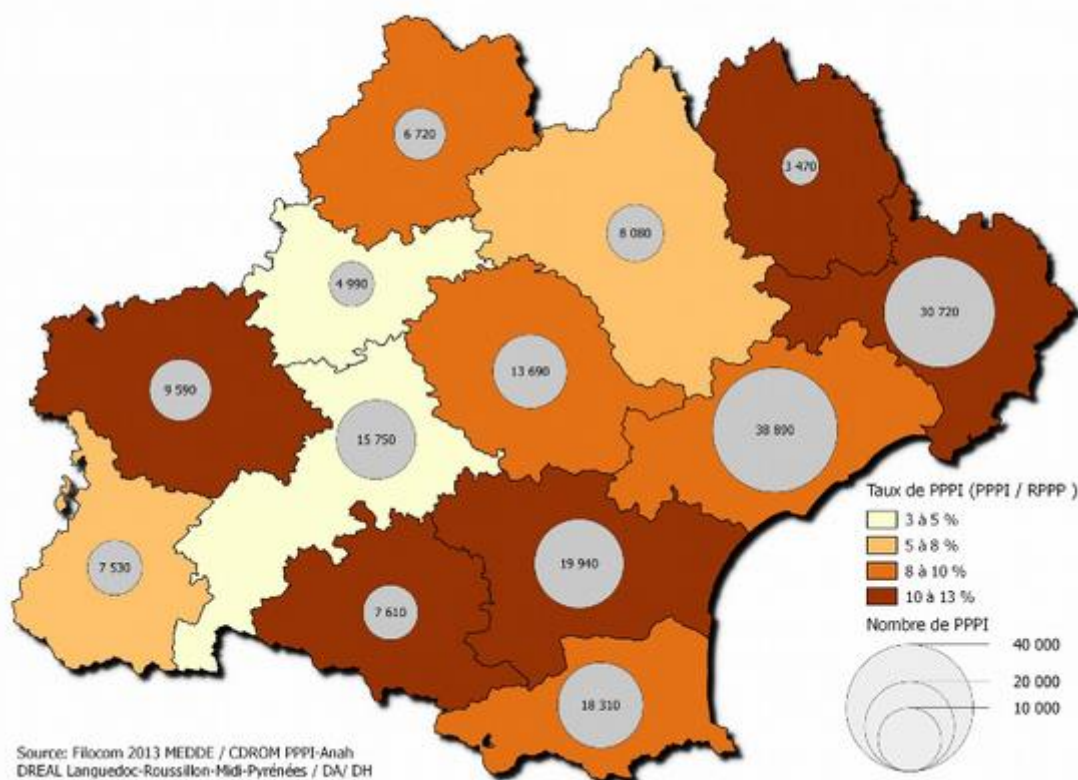 6 720
3 470
8 080
4 990
30 720
13 690
9 590
15 750
38 890
Taux de PPPI (PPPI / RPPP )
3 à 5 %
5 à 8 %
8 à 10 %
10 à 13 %
7 530
19 940
7 610
Nombre de PPPI
40 000
20 000
10 000
18 310
Source: Filocom 2013 MEDDE / CDROM PPPI-Anah
DREAL Languedoc-Roussillon-Midi-Pyrénées / DA/ DH